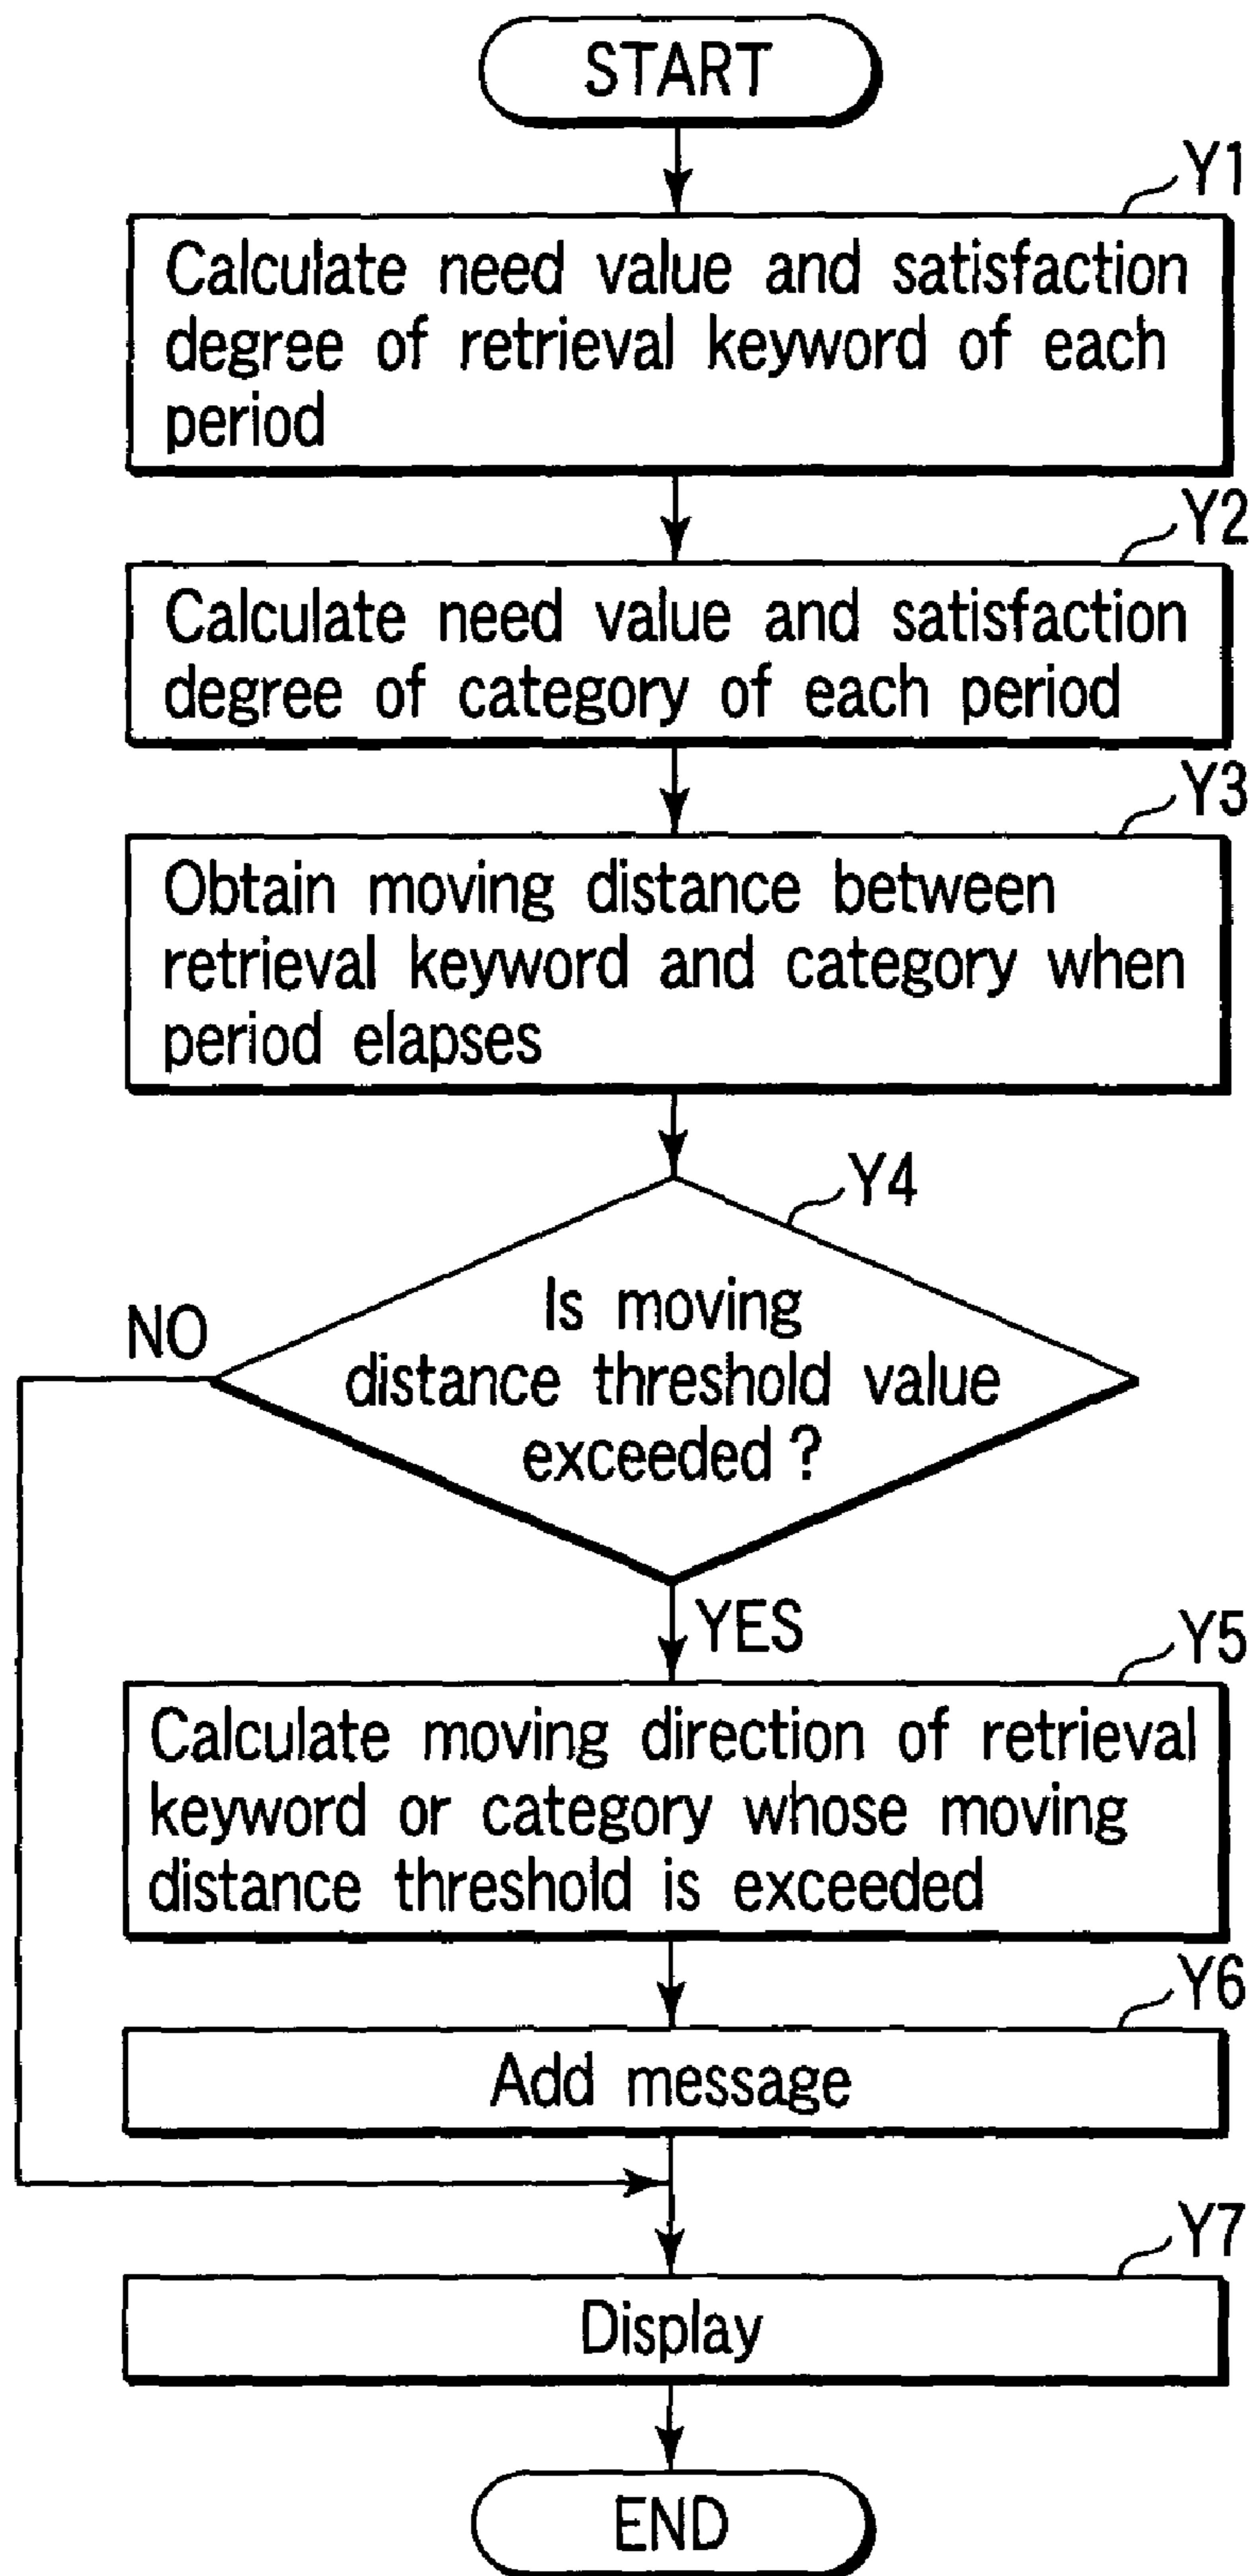 START
Y1
Calculate need value and satisfaction
degree of retrieval keyword of each
period
Y2
Calculate need value and satisfaction
degree of category of each period
Y3
Obtain moving distance between
retrieval keyword and category when
period elapses
Y4
Is moving
distance threshold value
exceeded ?
NO
YES
Y5
Calculate moving direction of retrieval
keyword or category whose moving
distance threshold is exceeded
Y6
Add message
Y7
Display
END